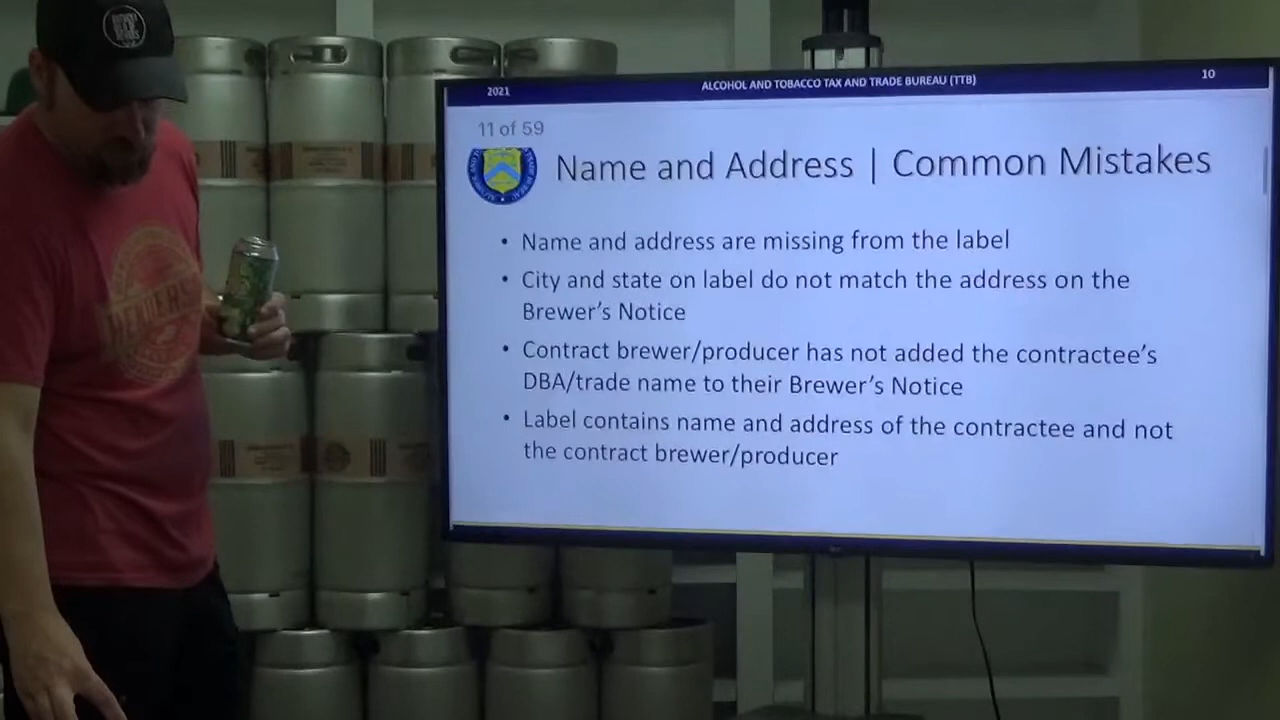 2021
ALCOHOL AND TOBACCO TAX AND TRADE BUREAU (TTB)
10
11 of 59
Name and Address | Common Mistakes
• Name and address are missing from the label
• City and state on label do not match the address on the
Brewer's Notice
• Contract brewer/producer has not added the contractee's
DBA/trade name to their Brewer's Notice
• Label contains name and address of the contractee and not
the contract brewer/producer